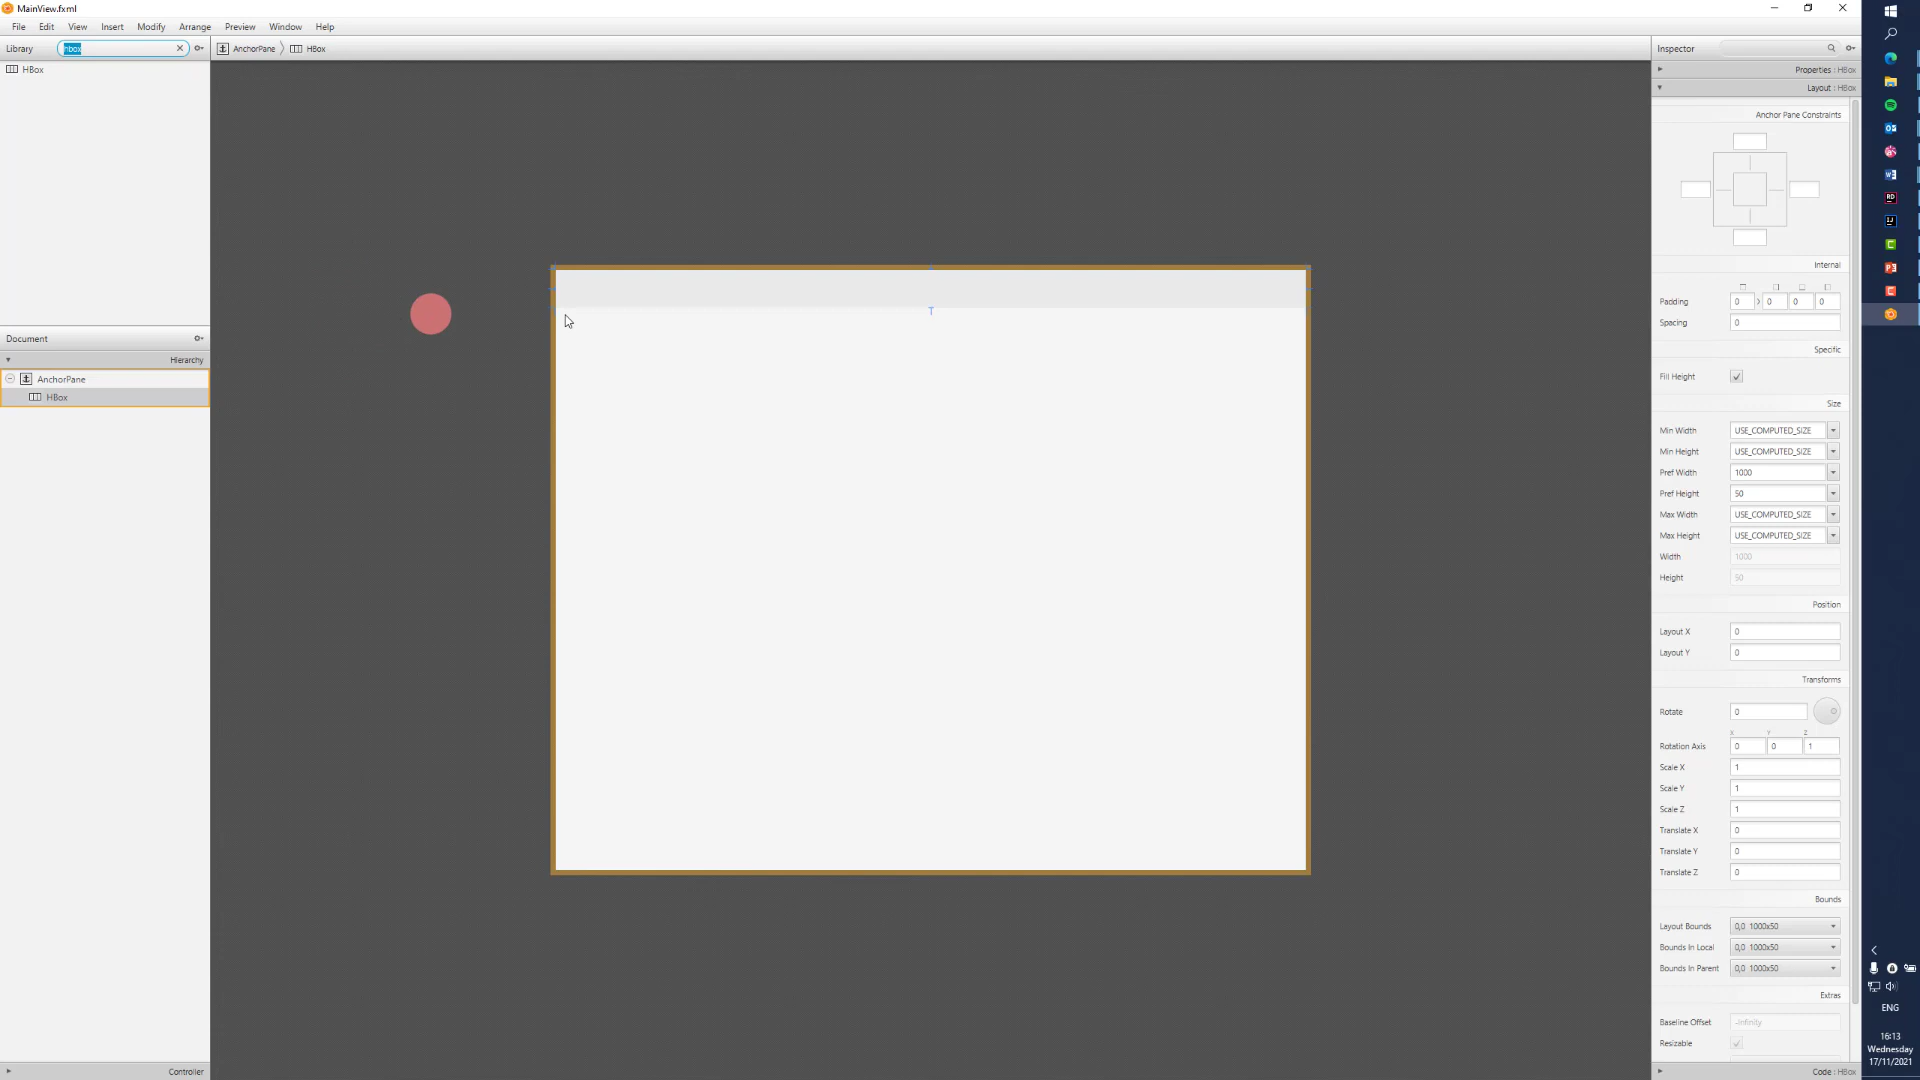 MainView.fxml
File Edit View Insert Modify Arrange Preview Window Help
Library hbox
HBox
Document
Hierarchy
AnchorPane
HBox
Controller
AnchorPane HBox
T
Inspector
Properties : HBox
Layout : HBox
Anchor Pane Constraints
Internal
Padding 0 0 0 0
Spacing 0
Specific
Fill Height
Size
Min Width USE_COMPUTED_SIZE
Min Height USE_COMPUTED_SIZE
Pref Width 1000
Pref Height 50
Max Width USE_COMPUTED_SIZE
Max Height USE_COMPUTED_SIZE
Width 1000
Height 50
Position
Layout X 0
Layout Y 0
Transforms
Rotate 0
X Y Z
Rotation Axis 0 0 1
Scale X 1
Scale Y 1
Scale Z 1
Translate X 0
Translate Y 0
Translate Z 0
Bounds
Layout Bounds 0,0 1000x50
Bounds In Local 0,0 1000x50
Bounds In Parent 0,0 1000x50
Extras
Baseline Offset -Infinity
Resizable
Code : HBox
RD
IJ
ENG
16:13
Wednesday
17/11/2021